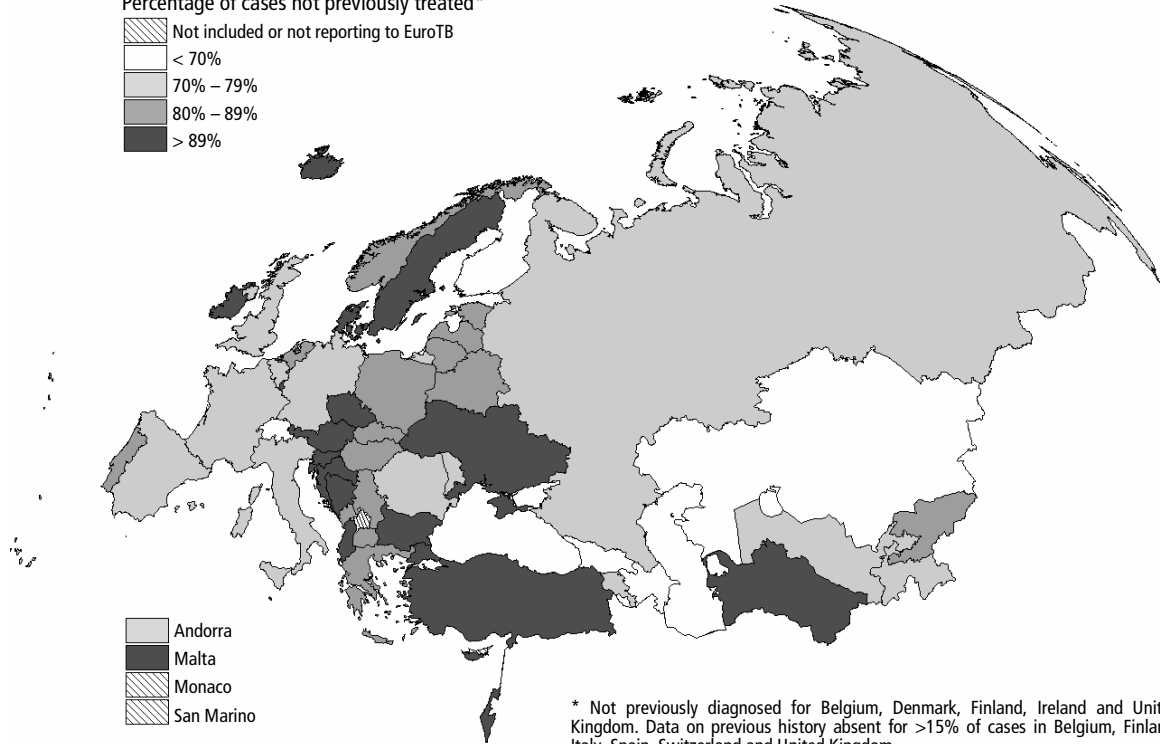 Percentage of cases not previously treated*
Not included or not reporting to EuroTB
< 70%
70% – 79%
80% – 89%
> 89%
Andorra
Malta
Monaco
San Marino
* Not previously diagnosed for Belgium, Denmark, Finland, Ireland and Unit
Kingdom. Data on previous history absent for >15% of cases in Belgium, Finlan
Italy, Spain, Switzerland and United Kingdom